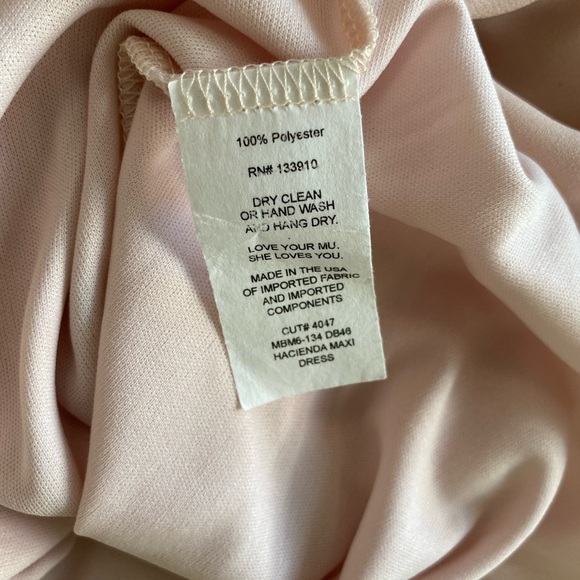 100% Polyester
RN# 133910
DRY CLEAN
OR HAND WASH
AND HANG DRY.
LOVE YOUR MU.
SHE LOVES YOU.
MADE IN THE USA
OF IMPORTED FABRIC
AND IMPORTED
COMPONENTS
CUT# 4047
MBM6-134 DB46
HACIENDA MAXI
DRESS